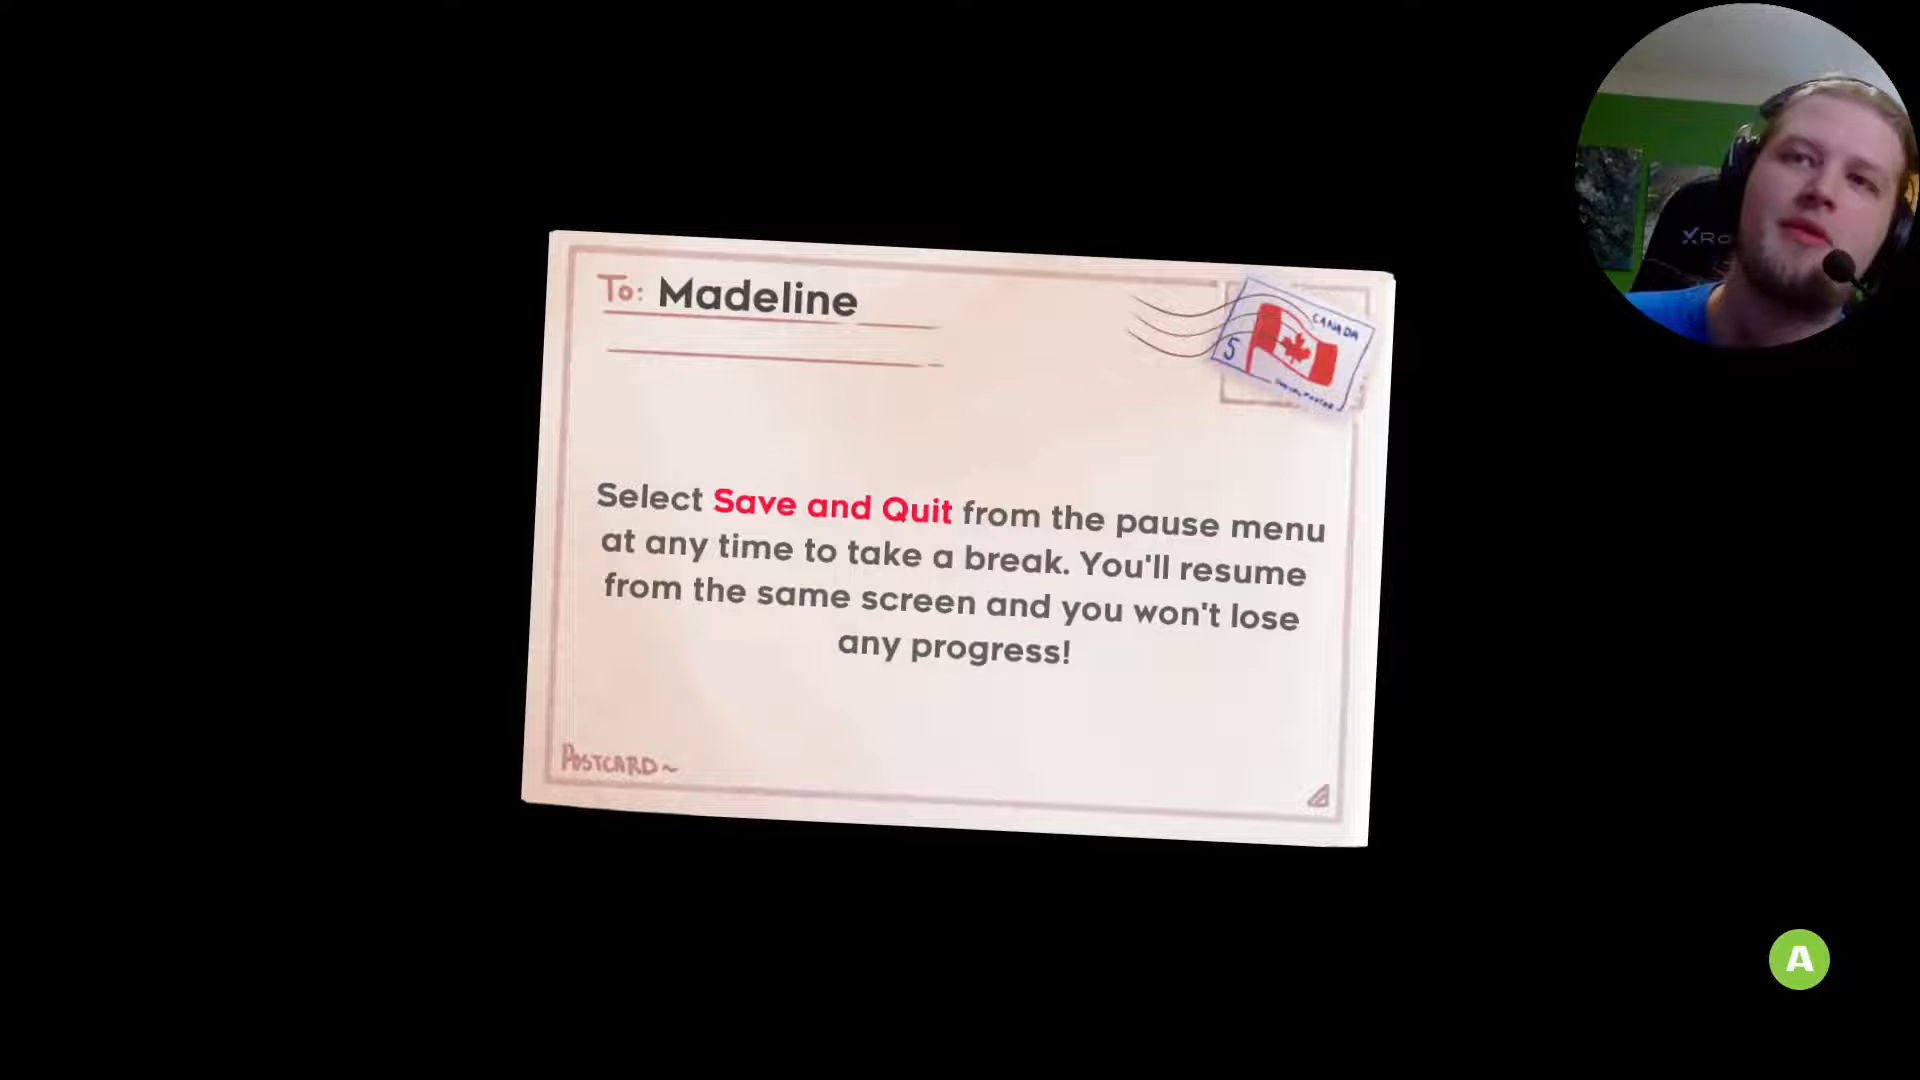 To: Madeline
CANADA
5
Select Save and Quit from the pause menu
at any time to take a break. You'll resume
from the same screen and you won't lose
any progress!
POSTCARD~
A